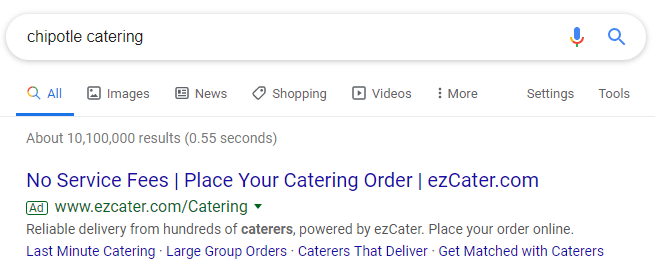 chipotle catering
All Images News Shopping Videos More Settings Tools
About 10,100,000 results (0.55 seconds)
No Service Fees | Place Your Catering Order | ezCater.com
Ad www.ezcater.com/Catering
Reliable delivery from hundreds of caterers, powered by ezCater. Place your order online.
Last Minute Catering · Large Group Orders · Caterers That Deliver · Get Matched with Caterers